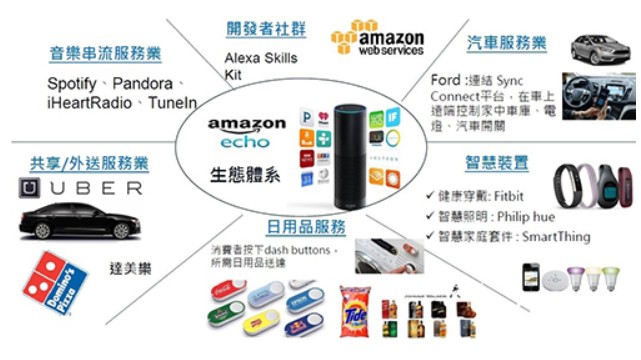 音樂串流服務業
Spotify、Pandora、
iHeartRadio、TuneIn
開發者社群
Alexa Skills
Kit
amazon
webservices
汽車服務業
Ford :連結 Sync
Connect平台，在車上
遠端控制家中車庫、電
燈、汽車開關
amazon
echo
生態體系
共享/外送服務業
UBER
Domino's
Pizza
達美樂
日用品服務
消費者按下dash buttons，
所需日用品送達
Tide
JOHNNIE WALKER
智慧裝置
✓ 健康穿戴: Fitbit
✓ 智慧照明 : Philip hue
✓ 智慧家庭套件 : SmartThing